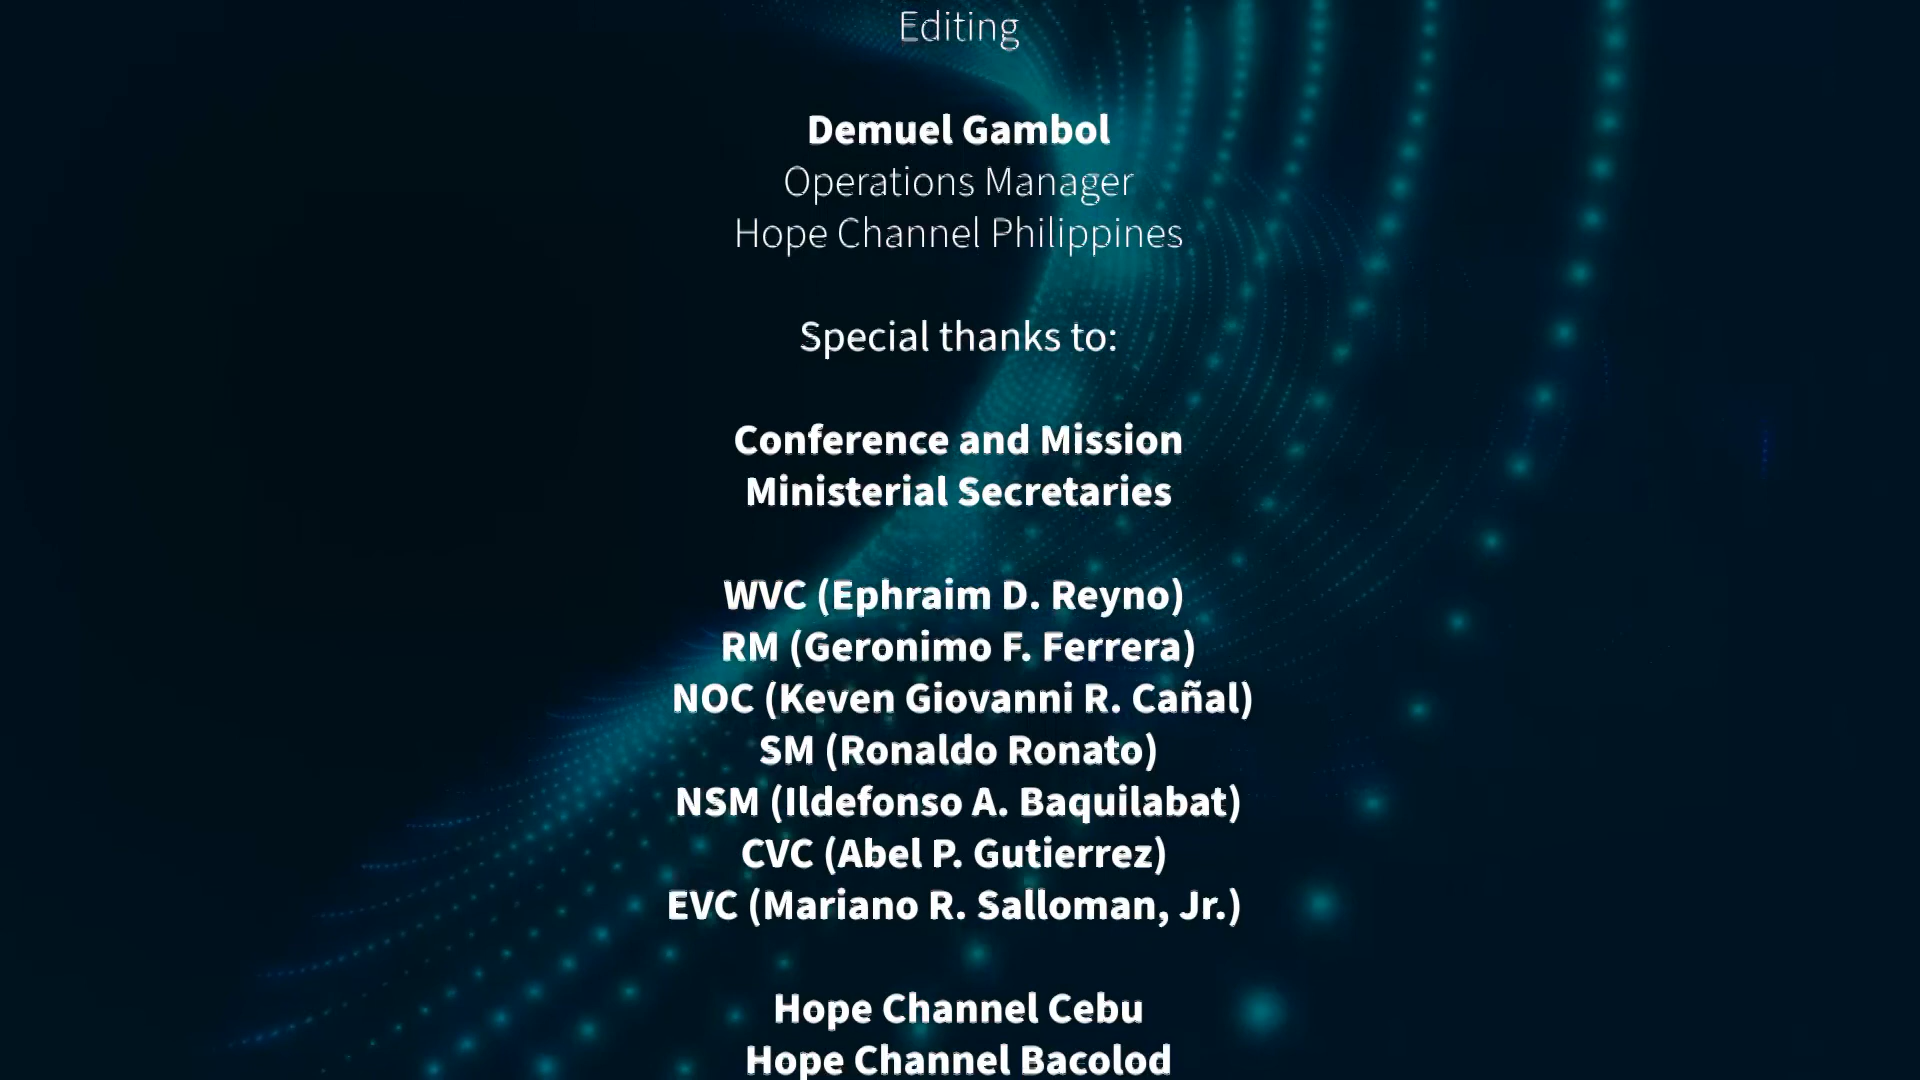 Editing
Demuel Gambol
Operations Manager
Hope Channel Philippines
Special thanks to:
Conference and Mission
Ministerial Secretaries
WVC (Ephraim D. Reyno)
RM (Geronimo F. Ferrera)
NOC (Keven Giovanni R. Cañal)
SM (Ronaldo Ronato)
NSM (Ildefonso A. Baquilabat)
CVC (Abel P. Gutierrez)
EVC (Mariano R. Salloman, Jr.)
Hope Channel Cebu
Hope Channel Bacolod